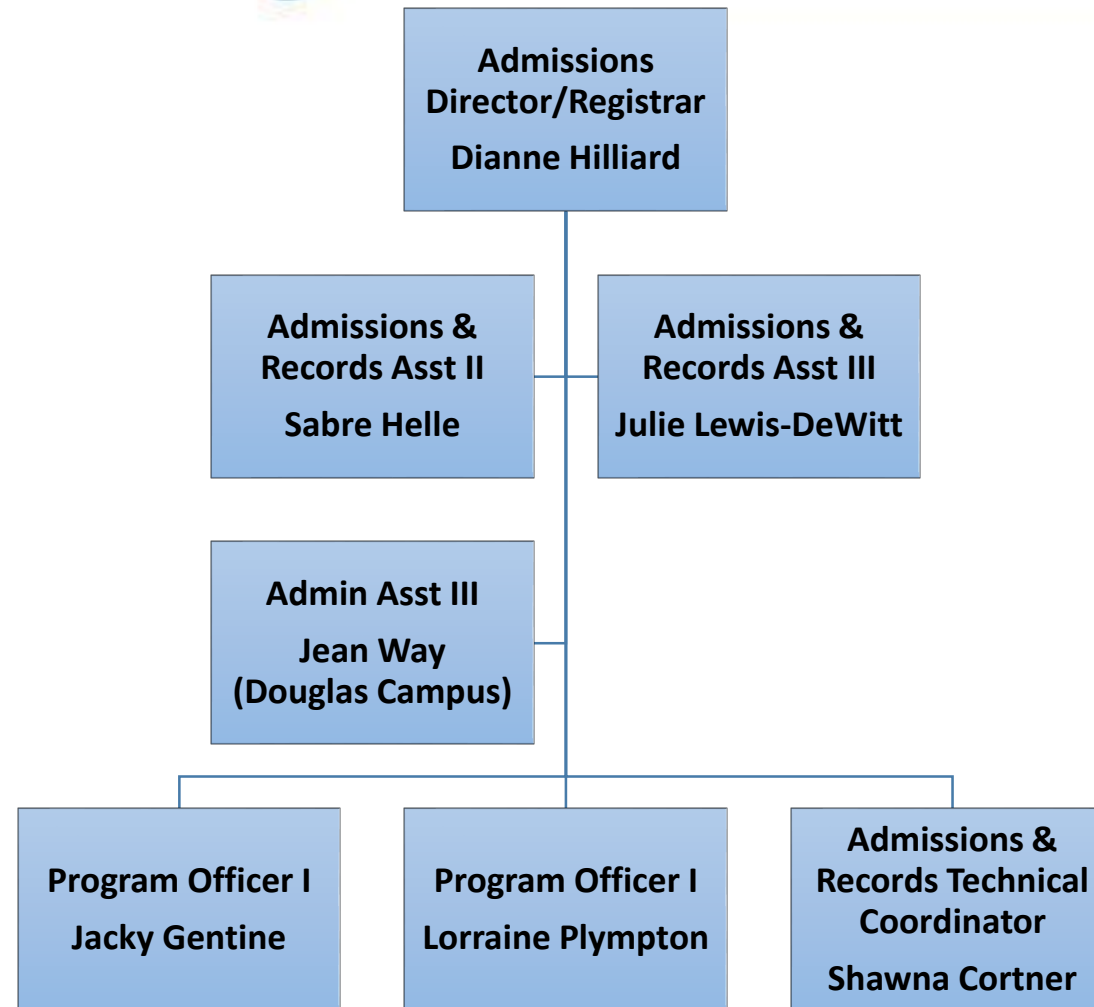 Admissions
Director/Registrar
Dianne Hilliard
Admissions &
Records Asst II
Sabre Helle
Admissions &
Records Asst III
Julie Lewis-DeWitt
Admin Asst III
Jean Way
(Douglas Campus)
Program Officer I
Jacky Gentine
Program Officer I
Lorraine Plympton
Admissions &
Records Technical
Coordinator
Shawna Cortner